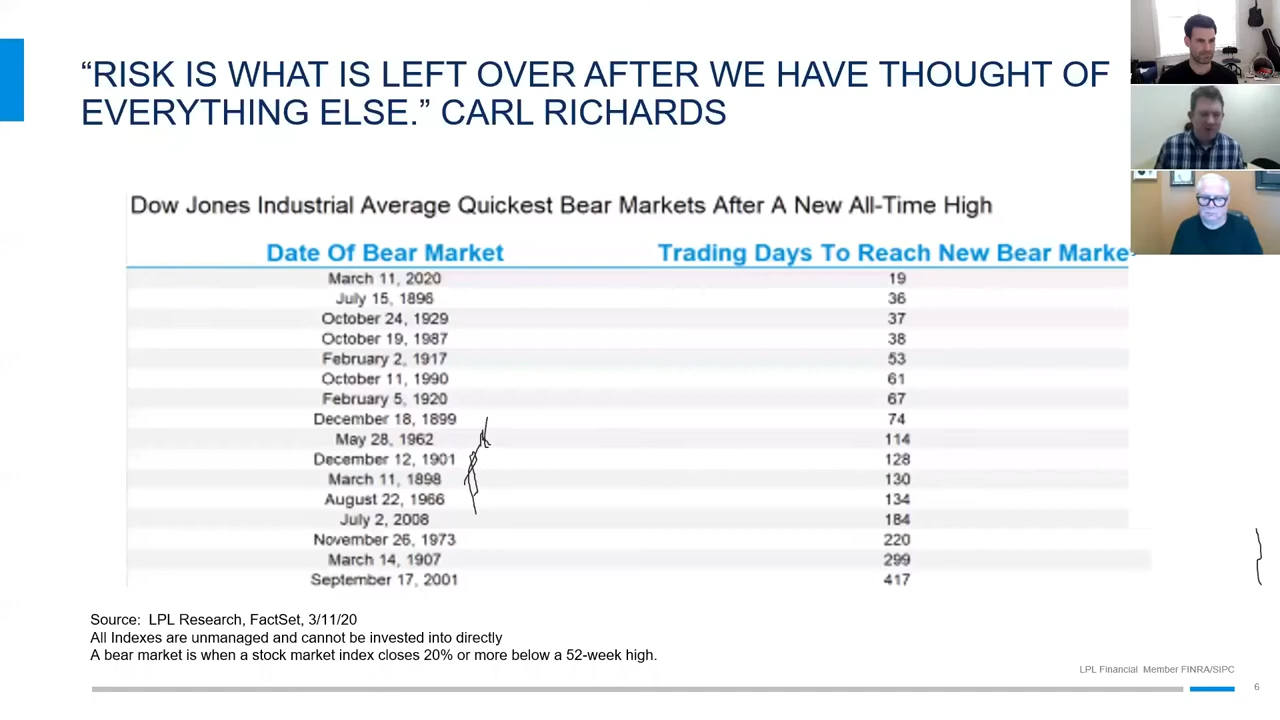 “RISK IS WHAT IS LEFT OVER AFTER WE HAVE THOUGHT OF
EVERYTHING ELSE.” CARL RICHARDS
Dow Jones Industrial Average Quickest Bear Markets After A New All-Time High
Date Of Bear Market Trading Days To Reach New Bear Marke
March 11, 2020 19
July 15, 1896 36
October 24, 1929 37
October 19, 1987 38
February 2, 1917 53
October 11, 1990 61
February 5, 1920 67
December 18, 1899 74
May 28, 1962 114
December 12, 1901 128
March 11, 1898 130
August 22, 1966 134
July 2, 2008 184
November 26, 1973 220
March 14, 1907 299
September 17, 2001 417
Source: LPL Research, FactSet, 3/11/20
All Indexes are unmanaged and cannot be invested into directly
A bear market is when a stock market index closes 20% or more below a 52-week high.
LPL Financial Member FINRA/SIPC
6